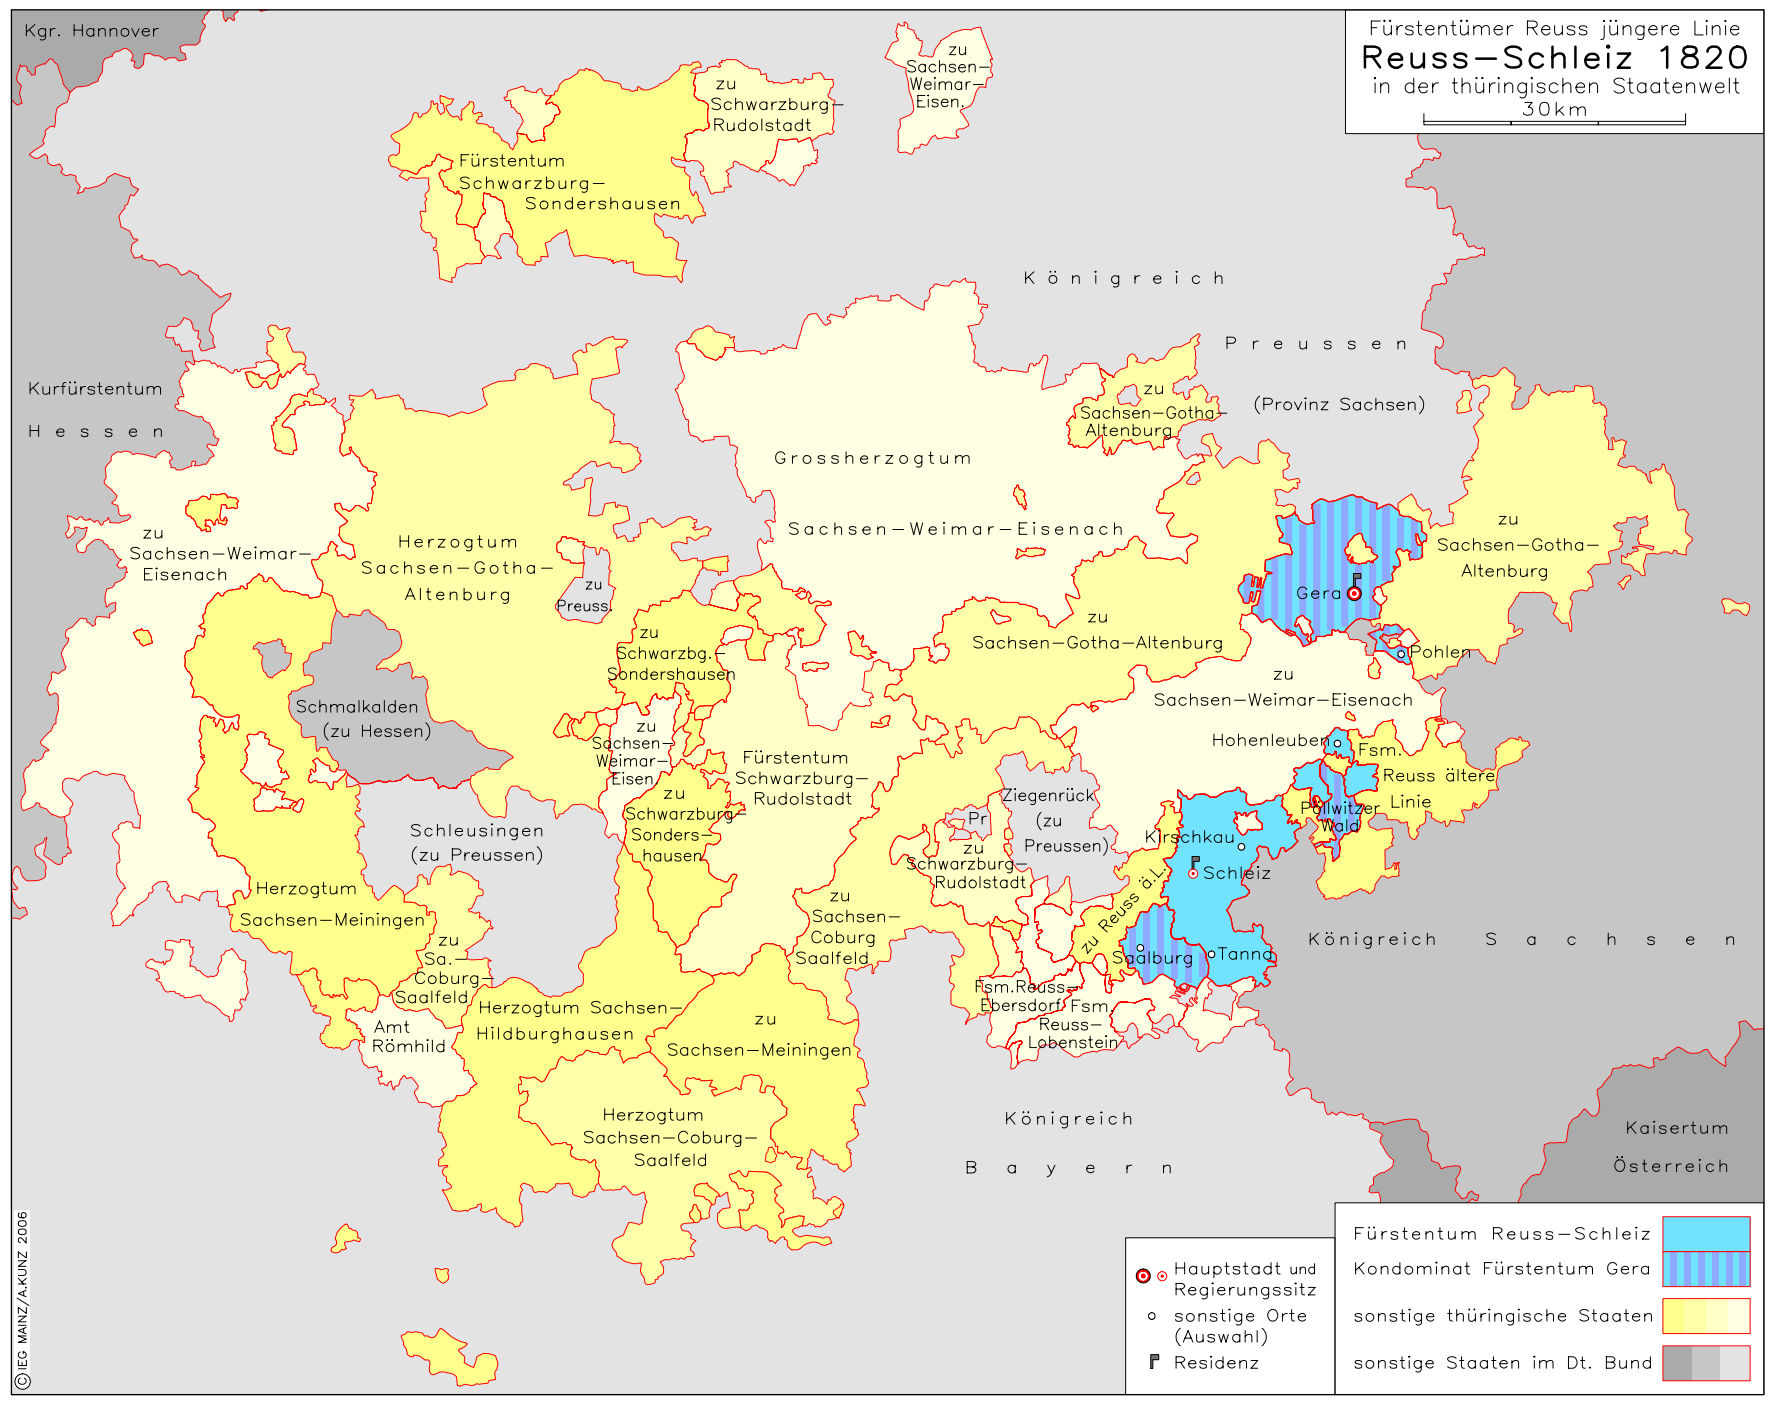 Kgr. Hannover
Fürstentümer Reuss jüngere Linie
Reuss-Schleiz 1820
in der thüringischen Staatenwelt
30km
zu
Sachsen-
Weimar-
Eisen.
zu
Schwarzburg-
Rudolstadt
Fürstentum
Schwarzburg-
Sondershausen
Königreich
Preussen
(Provinz Sachsen)
Kurfürstentum
Hessen
zu
Sachsen-Gotha-
Altenburg
Grossherzogtum
Sachsen-Weimar-Eisenach
zu
Sachsen-Weimar-
Eisenach
Herzogtum
Sachsen-Gotha-
Altenburg
zu
Preuss.
zu
Sachsen-Gotha-
Altenburg
Gera
Pohlen
zu
Sachsen-Gotha-Altenburg
zu
Schwarzbg.-
Sondershausen
zu
Sachsen-Weimar-Eisenach
Schmalkalden
(zu Hessen)
zu
Sachsen-
Weimar-
Eisen.
Fürstentum
Schwarzburg-
Rudolstadt
Hohenleuben
Fsm.
Reuss ältere
Linie
Pöllwitzer
Wald
zu
Schwarzburg-
Sonders-
hausen
Ziegenrück
(zu
Preussen)
Pr
zu
Schwarzburg-
Rudolstadt
Kirschkau
Schleiz
Schleusingen
(zu Preussen)
Herzogtum
Sachsen-Meiningen
zu
Sachsen-
Coburg
Saalfeld
zu Reuss ä.L.
Saalburg
Tanna
Königreich Sachsen
zu
Sa.-
Coburg-
Saalfeld
Fsm.Reuss-
Ebersdorf
Fsm.
Reuss-
Lobenstein
Herzogtum Sachsen-
Hildburghausen
Amt
Römhild
zu
Sachsen-Meiningen
Herzogtum
Sachsen-Coburg-
Saalfeld
Königreich
Bayern
Kaisertum
Österreich
Hauptstadt und
Regierungssitz
sonstige Orte
(Auswahl)
Residenz
Fürstentum Reuss-Schleiz
Kondominat Fürstentum Gera
sonstige thüringische Staaten
sonstige Staaten im Dt. Bund
© IEG MAINZ/A.KUNZ 2006